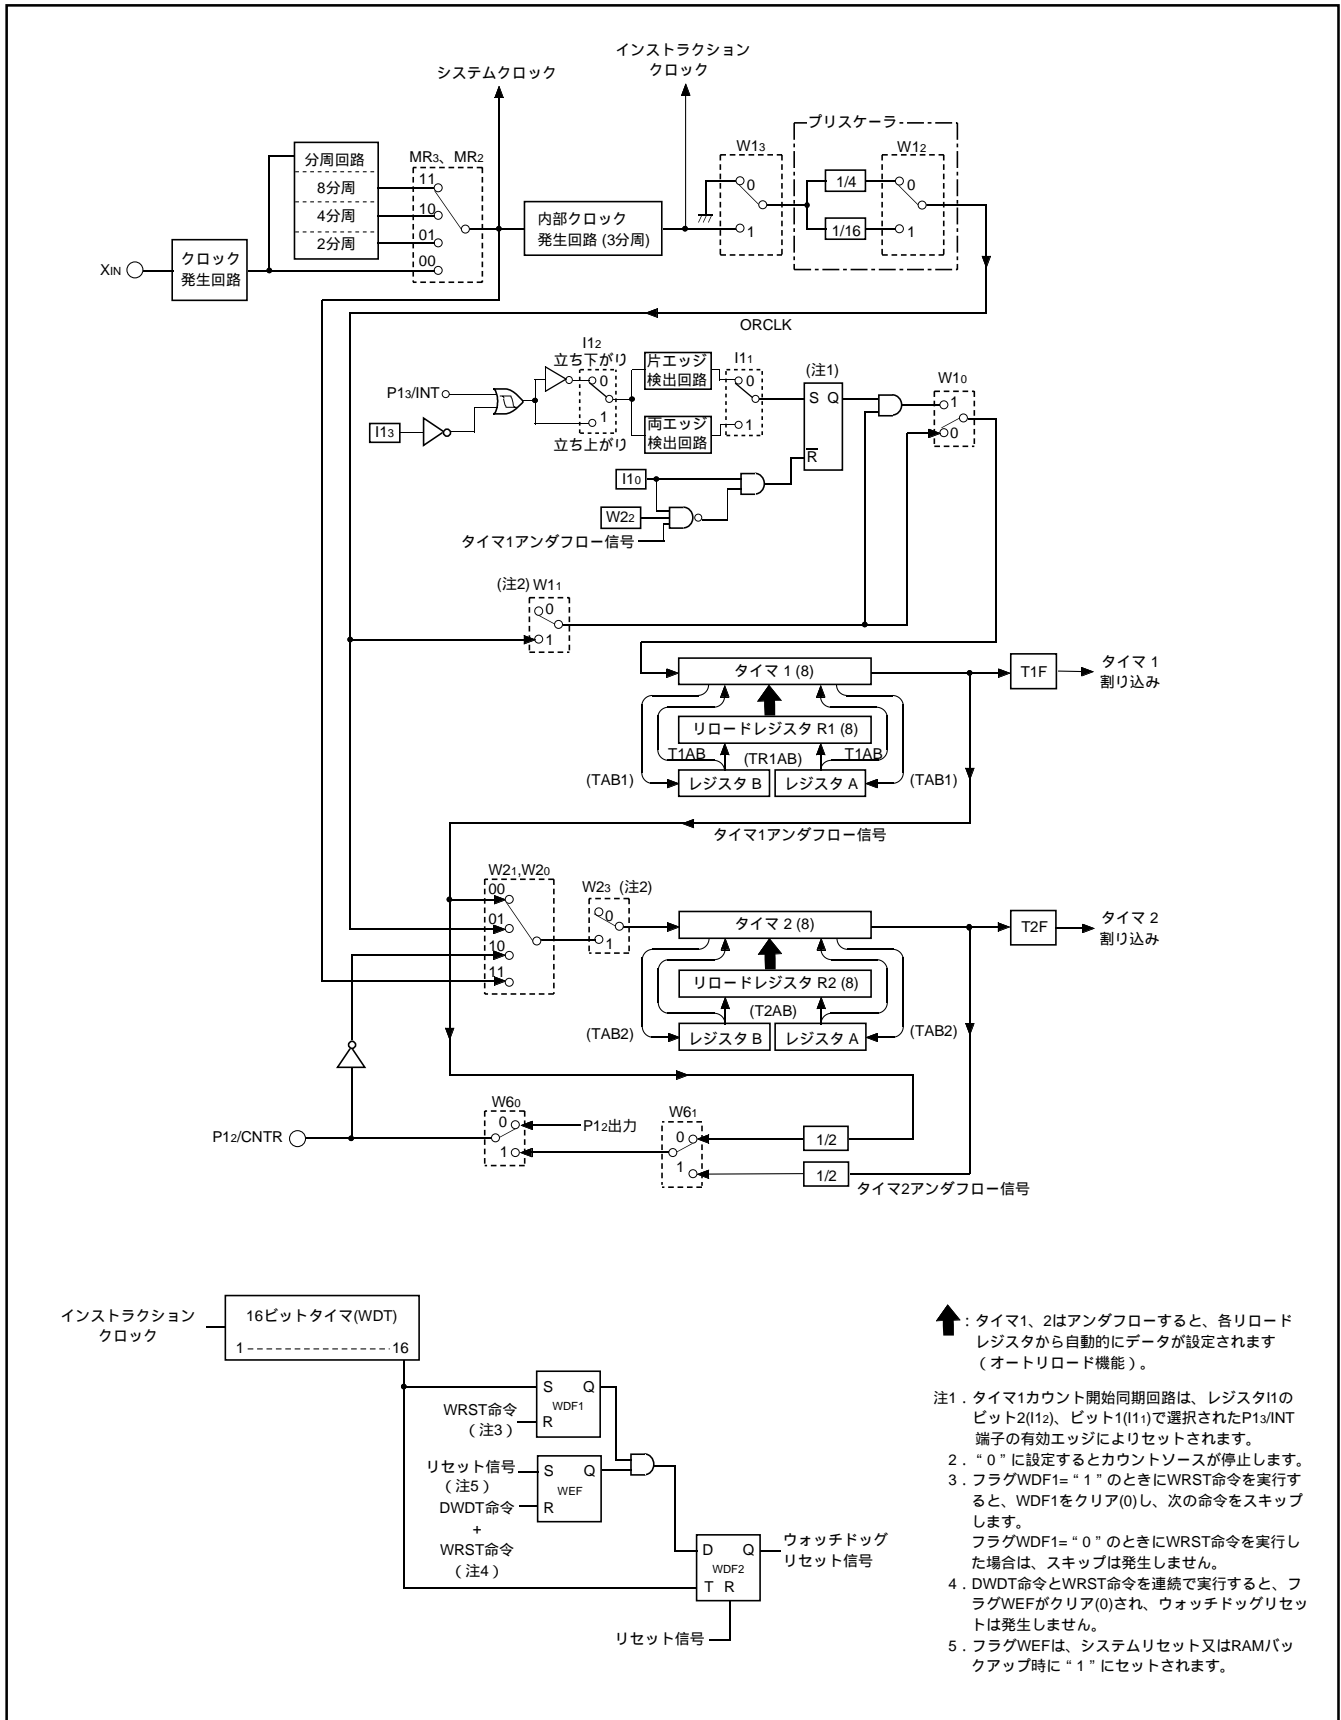 インストラクション
クロック
システムクロック
プリスケーラ
分周回路
8分周
4分周
2分周
MR3、MR2
11
10
01
00
内部クロック
発生回路 (3分周)
W13
0
1
1/4
1/16
W12
0
1
XIN
クロック
発生回路
ORCLK
I12
立ち下がり
0
1
立ち上がり
片エッジ
検出回路
両エッジ
検出回路
I11
0
1
(注1)
S Q
R
W10
1
0
P13/INT
I13
I10
W22
タイマ1アンダフロー信号
(注2) W11
0
1
タイマ 1 (8)
T1F
タイマ 1
割り込み
リロードレジスタ R1 (8)
T1AB
(TR1AB)
T1AB
(TAB1)
レジスタ B
レジスタ A
(TAB1)
タイマ1アンダフロー信号
W21,W20
00
01
10
11
W23 (注2)
0
1
タイマ 2 (8)
T2F
タイマ 2
割り込み
リロードレジスタ R2 (8)
(T2AB)
(TAB2)
レジスタ B
レジスタ A
(TAB2)
W60
0
1
P12出力
W61
0
1
1/2
1/2
P12/CNTR
タイマ2アンダフロー信号
インストラクション
クロック
16ビットタイマ(WDT)
1 - - - - - - - - - - - - - - - - 16
S Q
WDF1
R
WRST命令
(注3)
リセット信号
(注5)
DWDT命令
+
WRST命令
(注4)
S Q
WEF
R
D Q
WDF2
T R
ウォッチドッグ
リセット信号
リセット信号
：タイマ1、2はアンダフローすると、各リロード
レジスタから自動的にデータが設定されます
（オートリロード機能）。
注1．タイマ1カウント開始同期回路は、レジスタI1の
ビット2(I12)、ビット1(I11)で選択されたP13/INT
端子の有効エッジによりセットされます。
2．“0”に設定するとカウントソースが停止します。
3．フラグWDF1=“1”のときにWRST命令を実行す
ると、WDF1をクリア(0)し、次の命令をスキップ
します。
フラグWDF1=“0”のときにWRST命令を実行し
た場合は、スキップは発生しません。
4．DWDT命令とWRST命令を連続で実行すると、フ
ラグWEFがクリア(0)され、ウォッチドッグリセッ
トは発生しません。
5．フラグWEFは、システムリセット又はRAMバッ
クアップ時に“1”にセットされます。